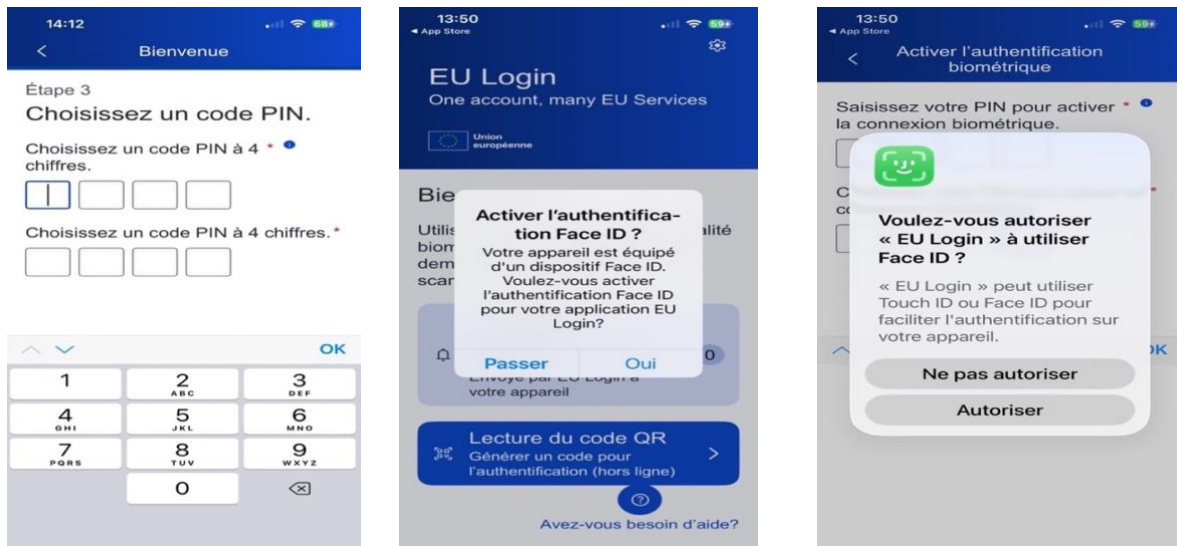 14:12
68
Bienvenue
Étape 3
Choisissez un code PIN.
Choisissez un code PIN à 4 *
chiffres.
Choisissez un code PIN à 4 chiffres. *
OK
1
2
ABC
3
DEF
4
GHI
5
JKL
6
MNO
7
PQRS
8
TUV
9
WXYZ
0
13:50
59
App Store
EU Login
One account, many EU Services
Union
européenne
Bie
Utilis
alité
biom
dem
scar
Activer l'authentifica-
tion Face ID ?
Votre appareil est équipé
d'un dispositif Face ID.
Voulez-vous activer
l'authentification Face ID
pour votre application EU
Login?
Passer
Oui
0
Envoyé par EU Login à
votre appareil
Lecture du code QR
Générer un code pour
l'authentification (hors ligne)
Avez-vous besoin d'aide?
13:50
59
App Store
Activer l'authentification
biométrique
Saisissez votre PIN pour activer *
la connexion biométrique.
C
*
Voulez-vous autoriser
« EU Login » à utiliser
Face ID ?
« EU Login » peut utiliser
Touch ID ou Face ID pour
faciliter l'authentification sur
votre appareil.
OK
Ne pas autoriser
Autoriser